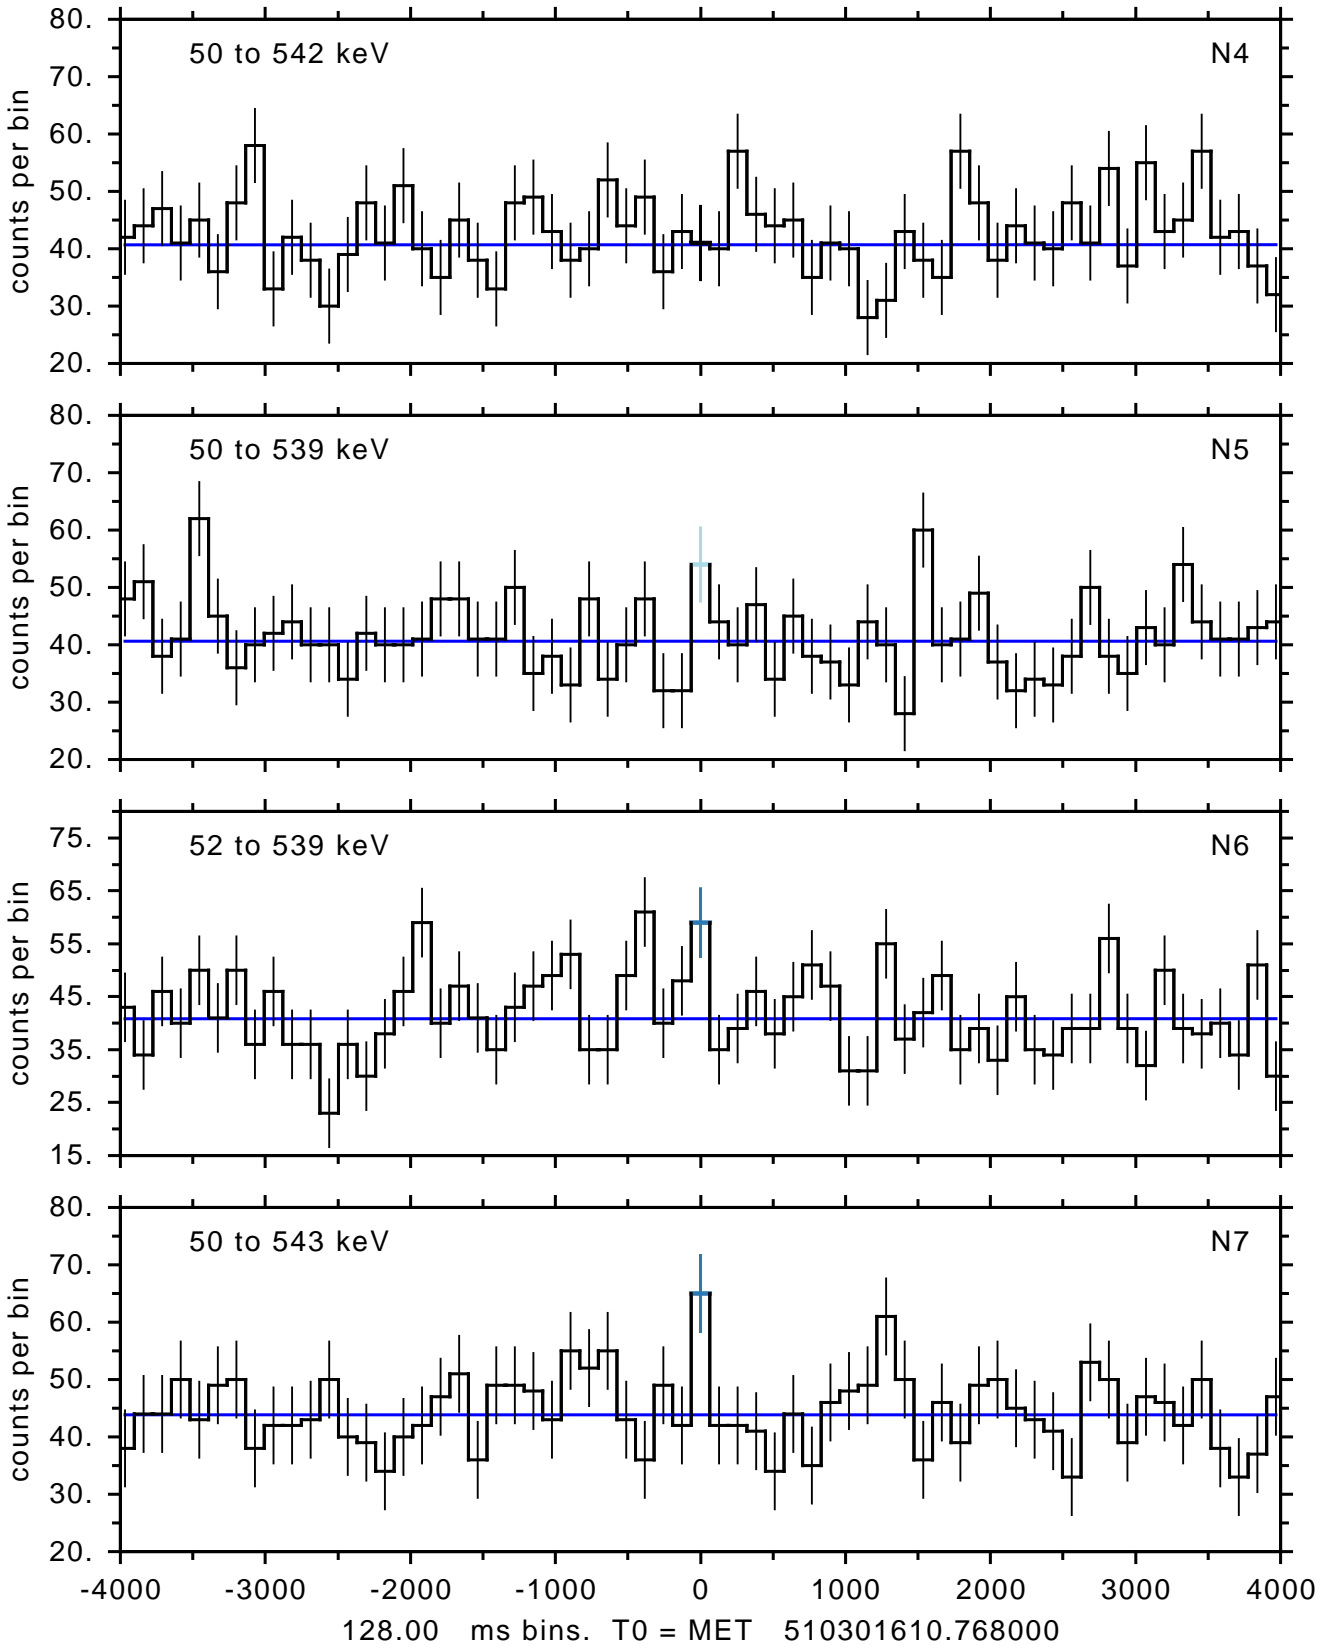 80.
50 to 542 keV N4
70.
60.
50.
40.
30.
20.
counts per bin
80.
50 to 539 keV N5
70.
60.
50.
40.
30.
20.
counts per bin
52 to 539 keV N6
75.
65.
55.
45.
35.
25.
15.
counts per bin
80.
50 to 543 keV N7
70.
60.
50.
40.
30.
20.
counts per bin
-4000 -3000 -2000 -1000 0 1000 2000 3000 4000
128.00 ms bins. T0 = MET 510301610.768000